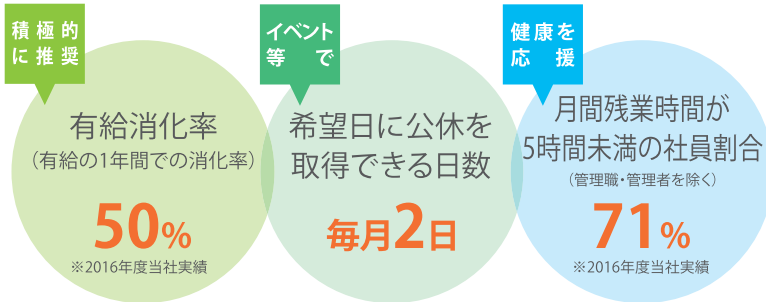 積極的
に推奨
有給消化率
（有給の1年間での消化率）
50%
※2016年度当社実績
イベント
等で
希望日に公休を
取得できる日数
毎月2日
健康を
応援
月間残業時間が
5時間未満の社員割合
（管理職・管理者を除く）
71%
※2016年度当社実績